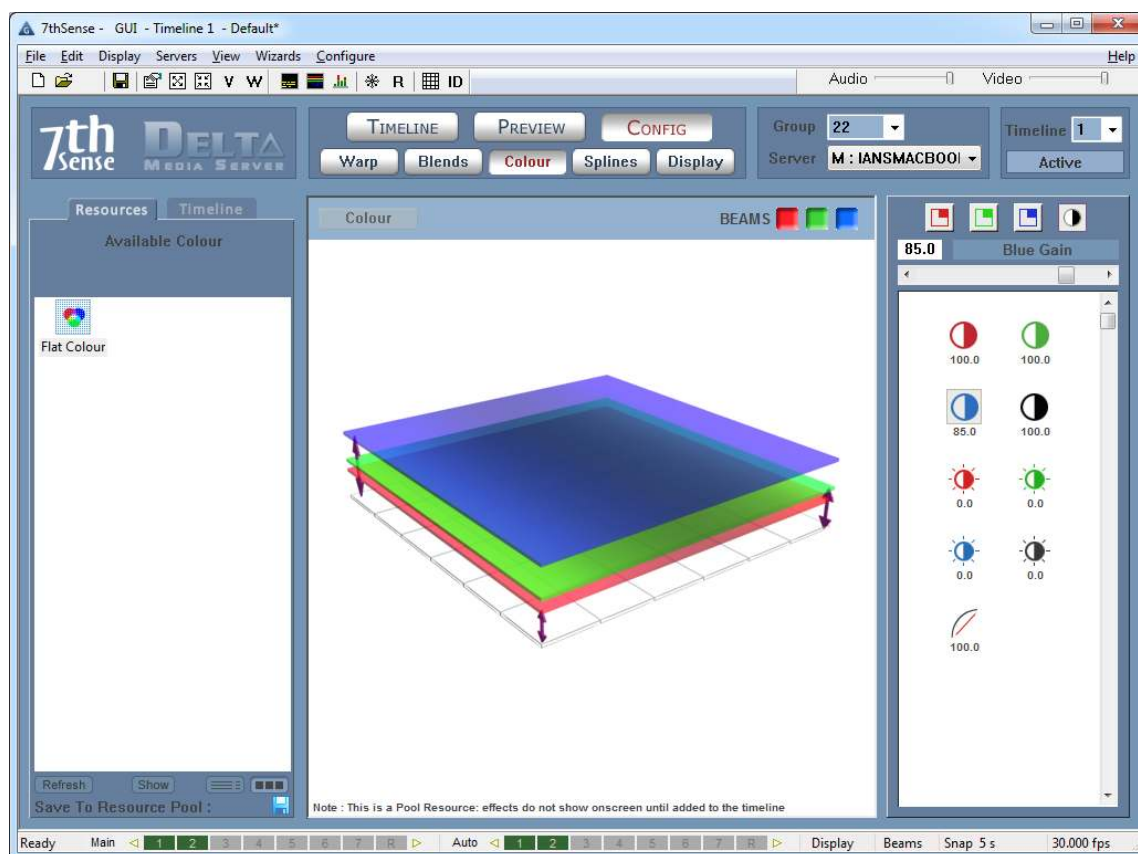 7thSense - GUI - Timeline 1 - Default*
File Edit Display Servers View Wizards Configure Help
V W R ID Audio Video
7th Sense DELTA MEDIA SERVER
TIMELINE PREVIEW CONFIG
Warp Blends Colour Splines Display
Group 22
Server M : IANSMACBOOI
Timeline 1
Active
Resources Timeline
Available Colour
Flat Colour
Refresh Show
Save To Resource Pool :
Colour BEAMS
Note : This is a Pool Resource: effects do not show onscreen until added to the timeline
85.0 Blue Gain
100.0 100.0
85.0 100.0
0.0 0.0
0.0 0.0
100.0
Ready Main 1 2 3 4 5 6 7 R Auto 1 2 3 4 5 6 7 R Display Beams Snap 5 s 30.000 fps